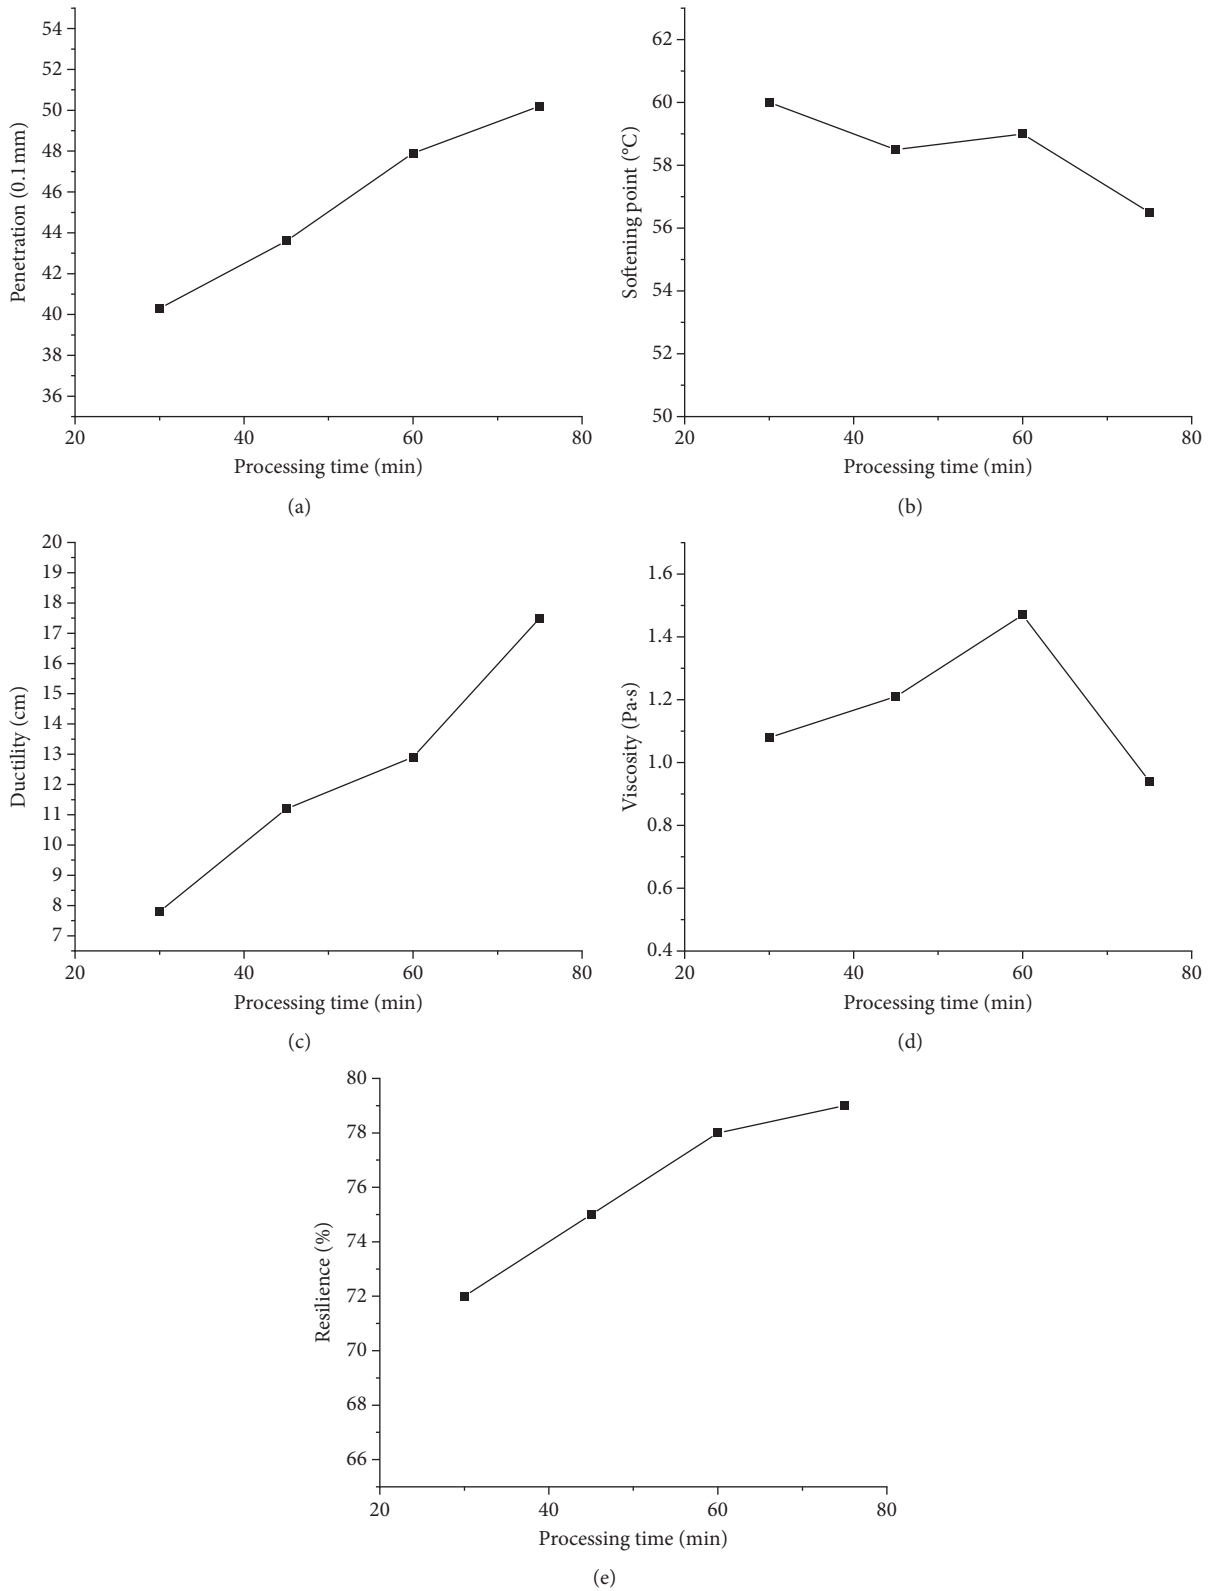 54
52
50
48
46
44
42
40
38
36
Penetration (0.1 mm)
20 40 60 80
Processing time (min)
(a)
62
60
58
56
54
52
50
Softening point (°C)
20 40 60 80
Processing time (min)
(b)
20
19
18
17
16
15
14
13
12
11
10
9
8
7
Ductility (cm)
20 40 60 80
Processing time (min)
(c)
1.6
1.4
1.2
1.0
0.8
0.6
0.4
Viscosity (Pa·s)
20 40 60 80
Processing time (min)
(d)
80
78
76
74
72
70
68
66
Resilience (%)
20 40 60 80
Processing time (min)
(e)